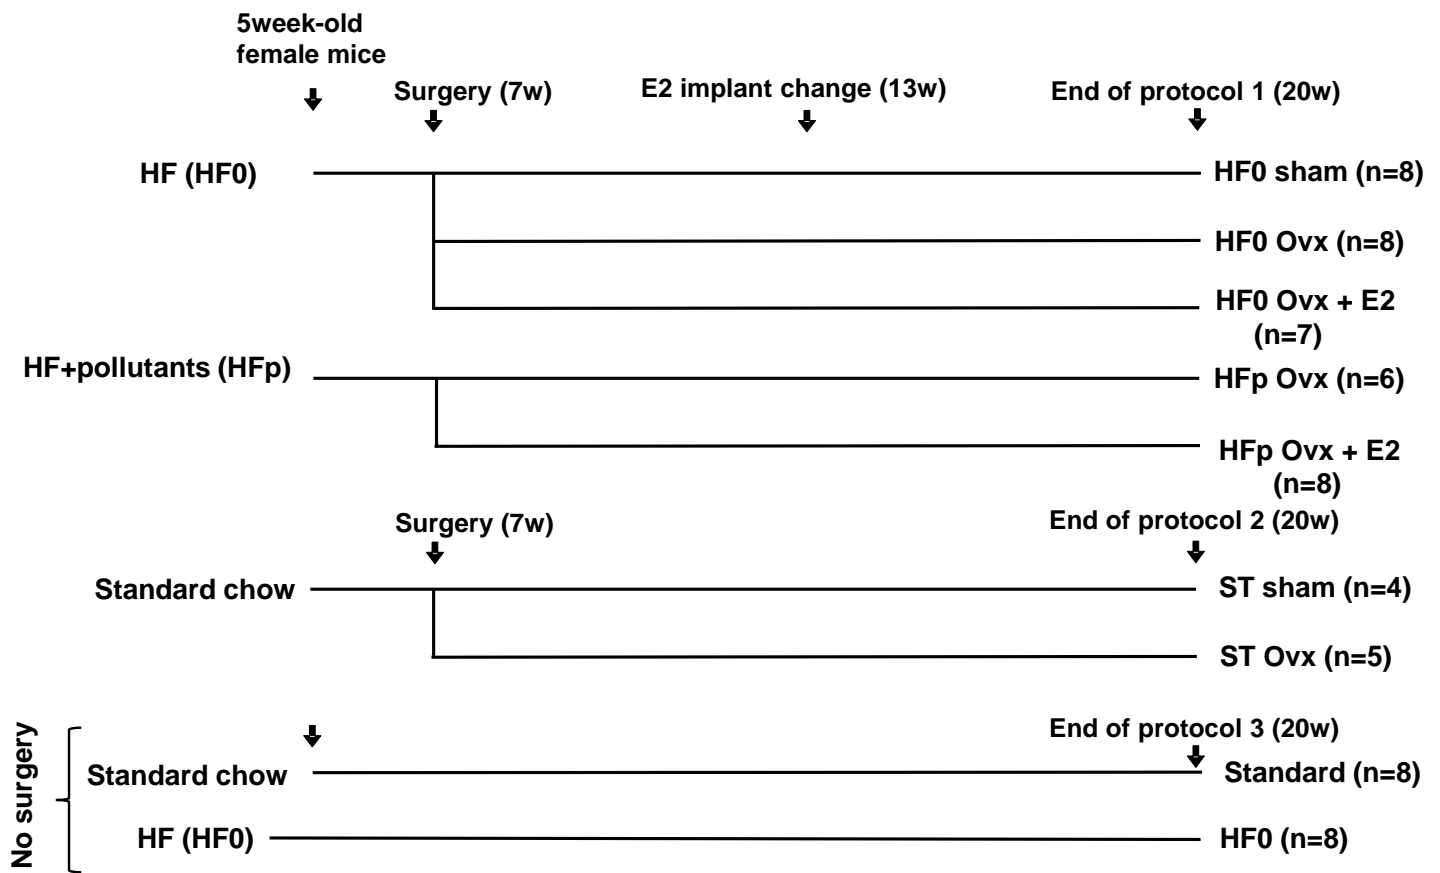 5week-old
female mice
Surgery (7w)
E2 implant change (13w)
End of protocol 1 (20w)
HF (HF0)
HF0 sham (n=8)
HF0 Ovx (n=8)
HF0 Ovx + E2
(n=7)
HF+pollutants (HFp)
HFp Ovx (n=6)
HFp Ovx + E2
(n=8)
Surgery (7w)
End of protocol 2 (20w)
Standard chow
ST sham (n=4)
ST Ovx (n=5)
No surgery
End of protocol 3 (20w)
Standard chow
Standard (n=8)
HF (HF0)
HF0 (n=8)